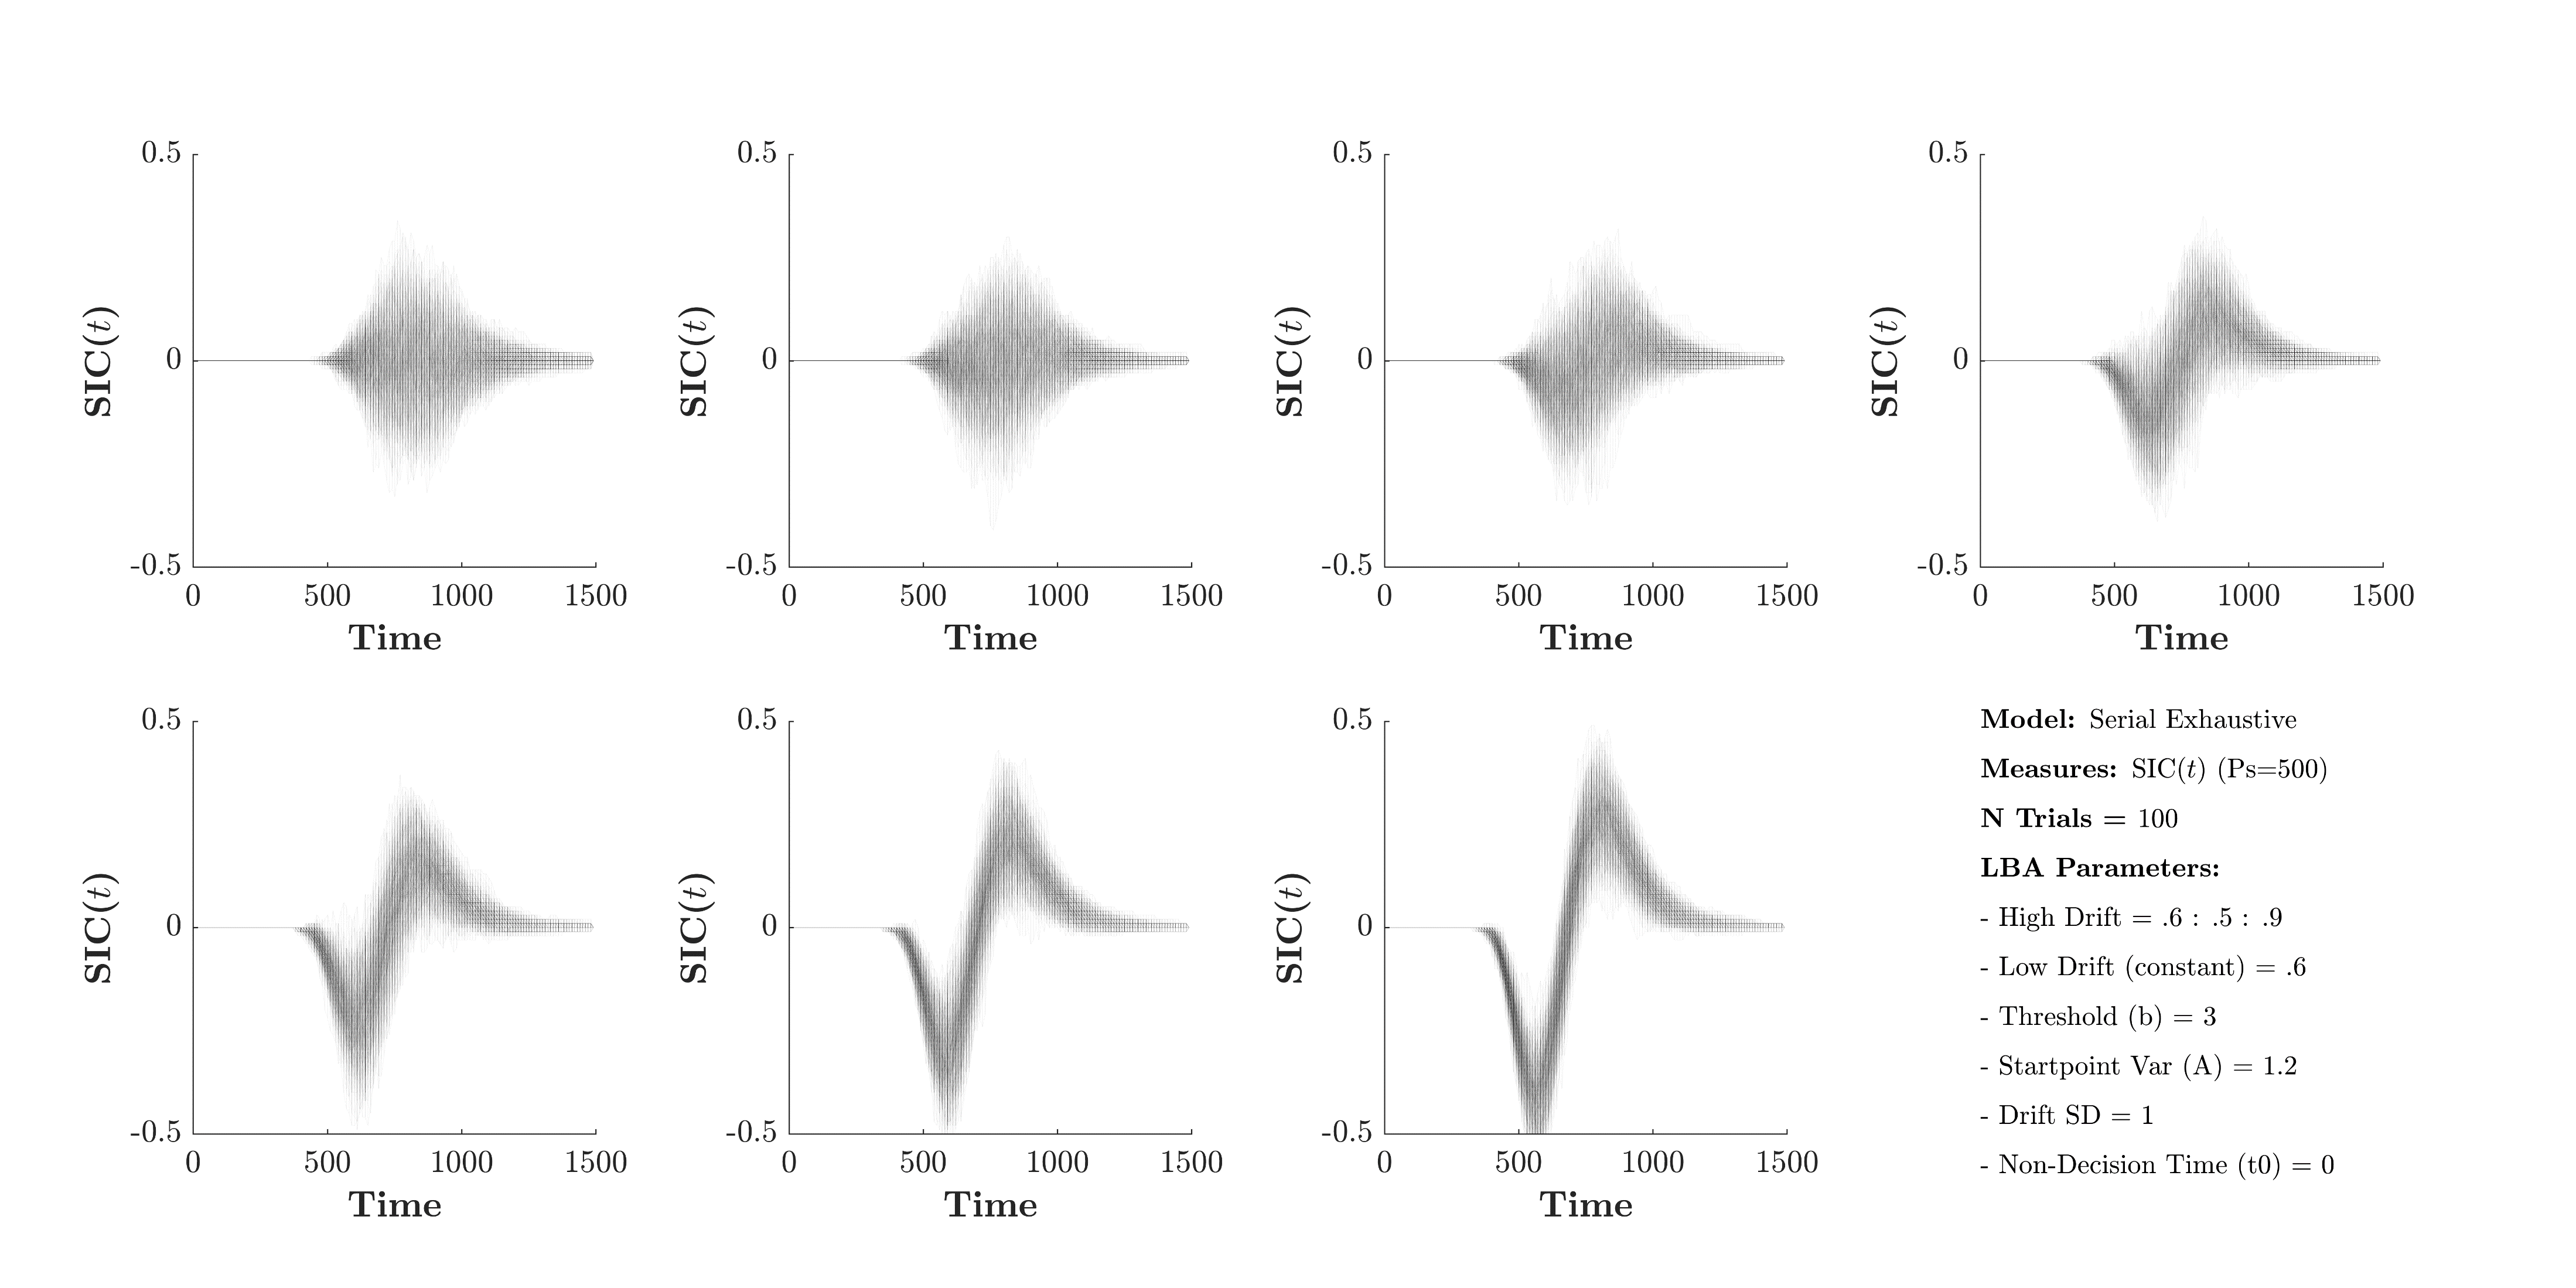 0.5
0
-0.5
0 500 1000 1500
SIC(t)
Time
0.5
0
-0.5
0 500 1000 1500
SIC(t)
Time
0.5
0
-0.5
0 500 1000 1500
SIC(t)
Time
0.5
0
-0.5
0 500 1000 1500
SIC(t)
Time
0.5
0
-0.5
0 500 1000 1500
SIC(t)
Time
0.5
0
-0.5
0 500 1000 1500
SIC(t)
Time
0.5
0
-0.5
0 500 1000 1500
SIC(t)
Time
Model: Serial Exhaustive
Measures: SIC(t) (Ps=500)
N Trials = 100
LBA Parameters:
- High Drift = .6 : .5 : .9
- Low Drift (constant) = .6
- Threshold (b) = 3
- Startpoint Var (A) = 1.2
- Drift SD = 1
- Non-Decision Time (t0) = 0